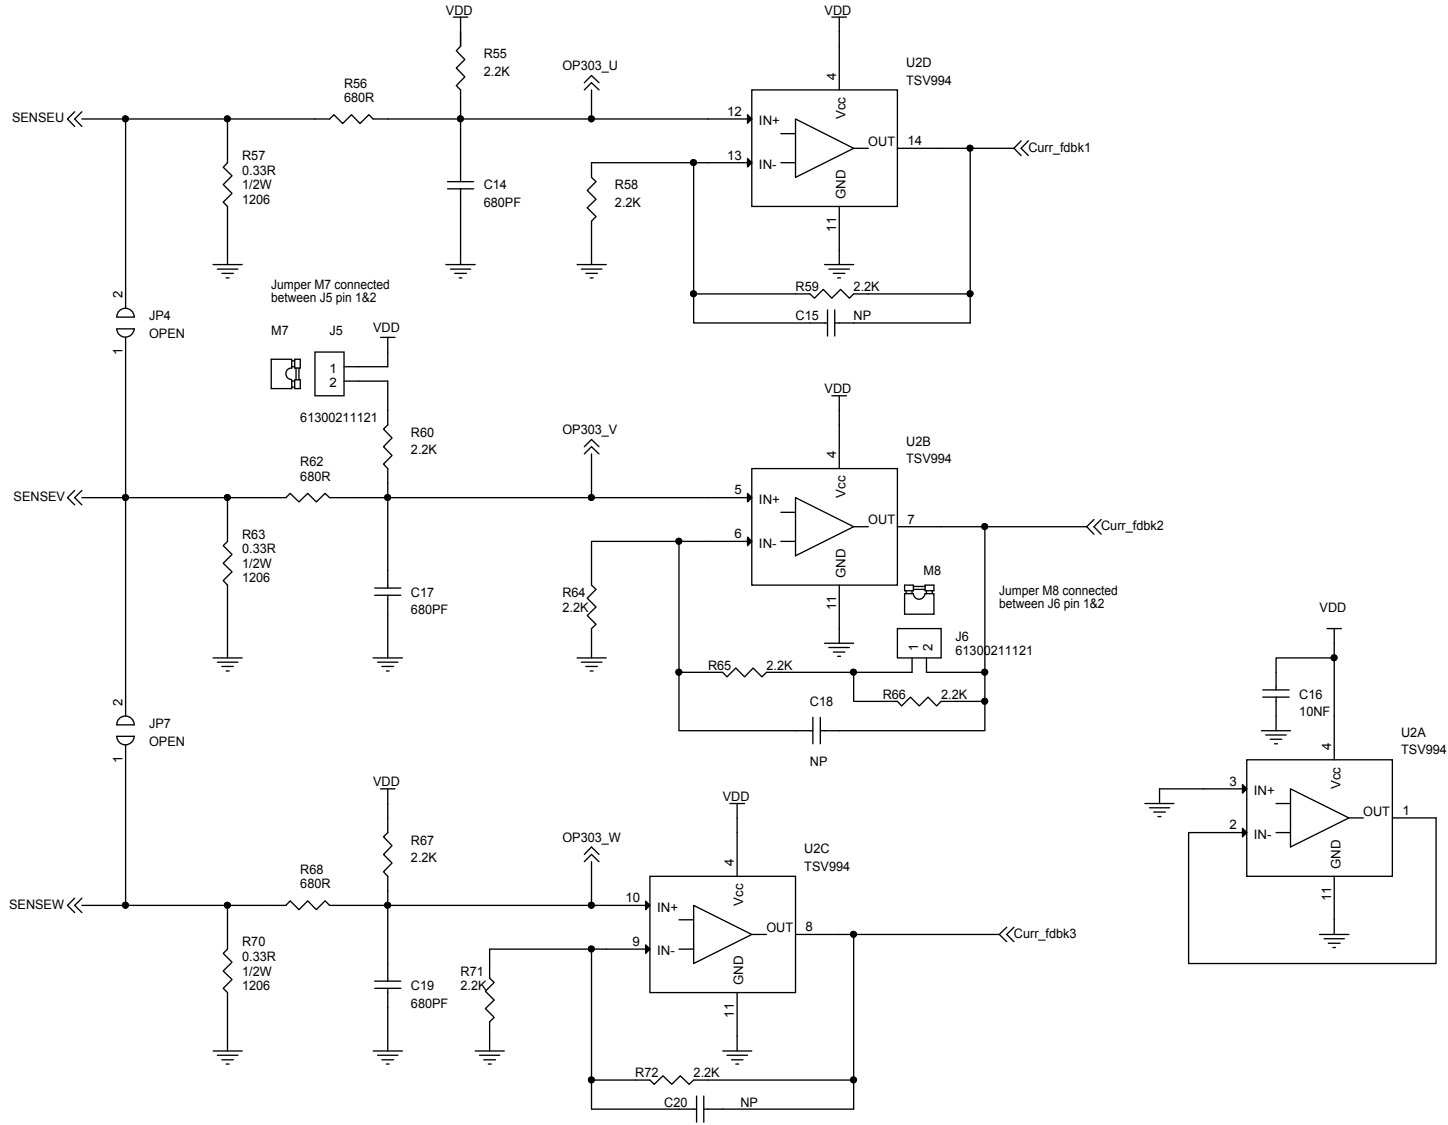 VDD
R55
2.2K
R56
680R
SENSEU
R57
0.33R
1/2W
1206
C14
680PF
OP303_U
R58
2.2K
VDD
U2D
TSV994
4
Vcc
12
IN+
13
IN-
OUT
14
GND
11
Curr_fdbk1
R59
2.2K
C15
NP
2
JP4
OPEN
1
Jumper M7 connected
between J5 pin 1&2
M7
J5
VDD
1
2
61300211121
R60
2.2K
R62
680R
SENSEV
R63
0.33R
1/2W
1206
C17
680PF
OP303_V
R64
2.2K
VDD
U2B
TSV994
4
Vcc
5
IN+
6
IN-
OUT
7
GND
11
Curr_fdbk2
M8
Jumper M8 connected
between J6 pin 1&2
1
2
J6
61300211121
R65
2.2K
R66
2.2K
C18
NP
2
JP7
OPEN
1
VDD
R67
2.2K
R68
680R
SENSEW
R70
0.33R
1/2W
1206
C19
680PF
OP303_W
R71
2.2K
VDD
U2C
TSV994
4
Vcc
10
IN+
9
IN-
OUT
8
GND
11
Curr_fdbk3
R72
2.2K
C20
NP
VDD
C16
10NF
U2A
TSV994
4
Vcc
3
IN+
2
IN-
OUT
1
GND
11